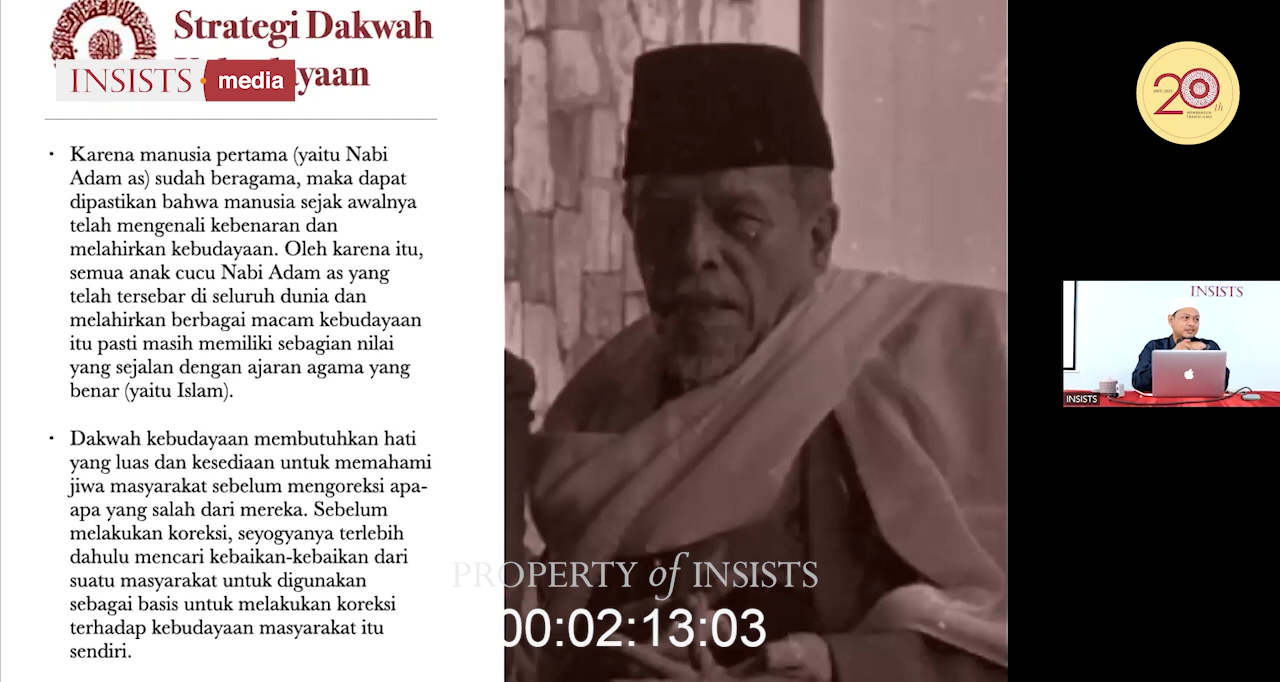 Strategi Dakwah
INSISTS media
yaan
• Karena manusia pertama (yaitu Nabi
Adam as) sudah beragama, maka dapat
dipastikan bahwa manusia sejak awalnya
telah mengenali kebenaran dan
melahirkan kebudayaan. Oleh karena itu,
semua anak cucu Nabi Adam as yang
telah tersebar di seluruh dunia dan
melahirkan berbagai macam kebudayaan
itu pasti masih memiliki sebagian nilai
yang sejalan dengan ajaran agama yang
benar (yaitu Islam).
• Dakwah kebudayaan membutuhkan hati
yang luas dan kesediaan untuk memahami
jiwa masyarakat sebelum mengoreksi apa-
apa yang salah dari mereka. Sebelum
melakukan koreksi, seyogyanya terlebih
dahulu mencari kebaikan-kebaikan dari
suatu masyarakat untuk digunakan
sebagai basis untuk melakukan koreksi
terhadap kebudayaan masyarakat itu
sendiri.
PROPERTY of INSISTS
00:02:13:03
20th
INSISTS
INSISTS